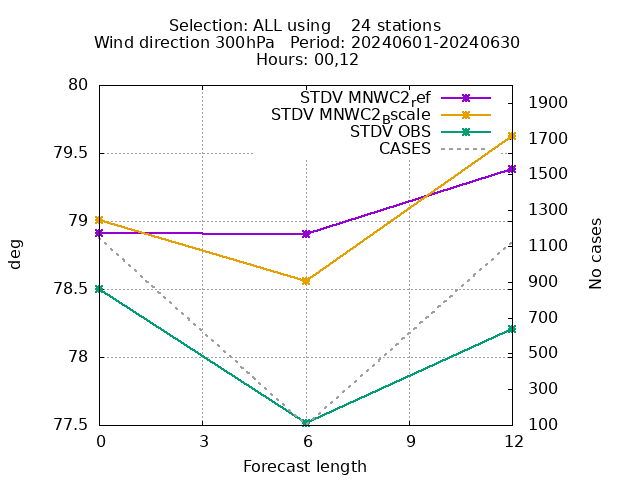 Selection: ALL using 24 stations
Wind direction 300hPa Period: 20240601-20240630
Hours: 00,12
STDV MNWC2_ref
STDV MNWC2_Bscale
STDV OBS
CASES
deg
80
79.5
79
78.5
78
77.5
No cases
1900
1700
1500
1300
1100
900
700
500
300
100
0 3 6 9 12
Forecast length